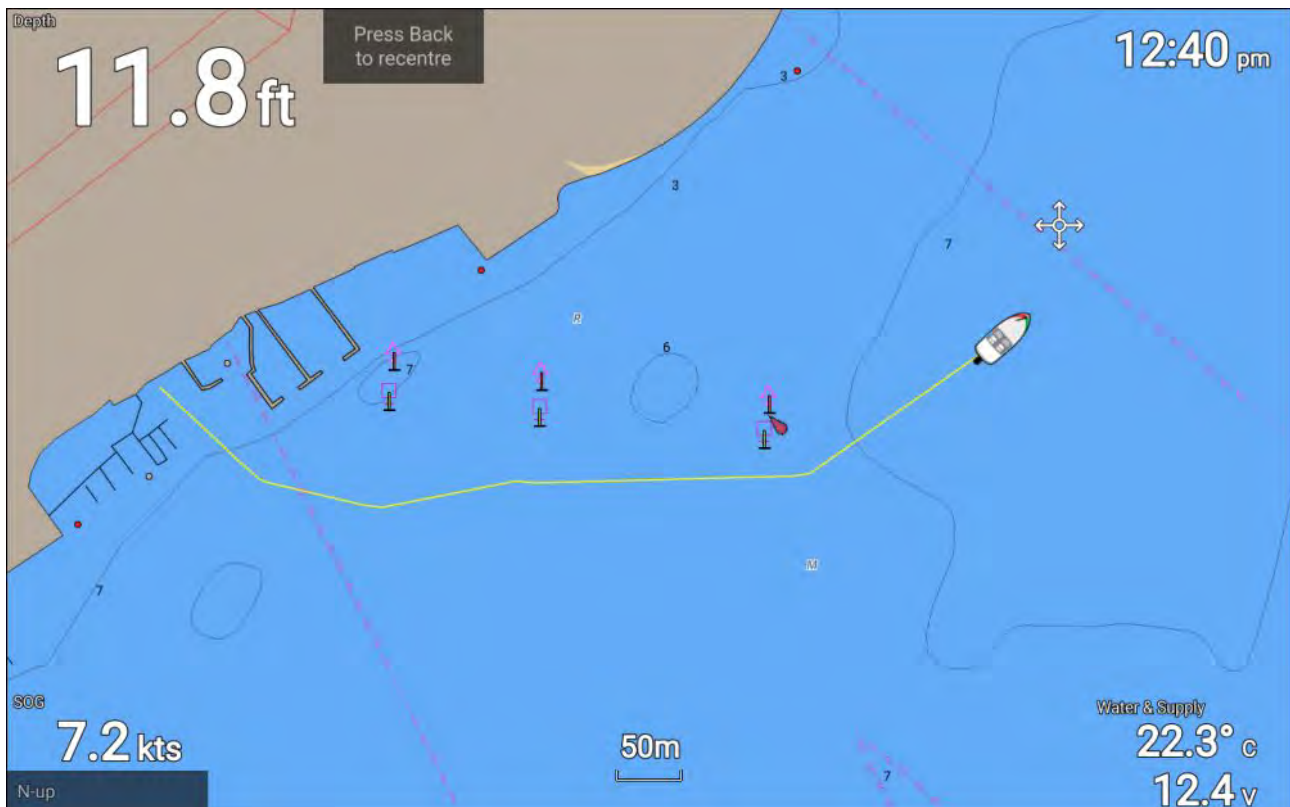 Depth
11.8 ft
Press Back
to recentre
12:40 pm
3
3
7
R
6
7
M
7
SOG
7.2 kts
50m
Water & Supply
22.3° c
12.4 v
7
N-up